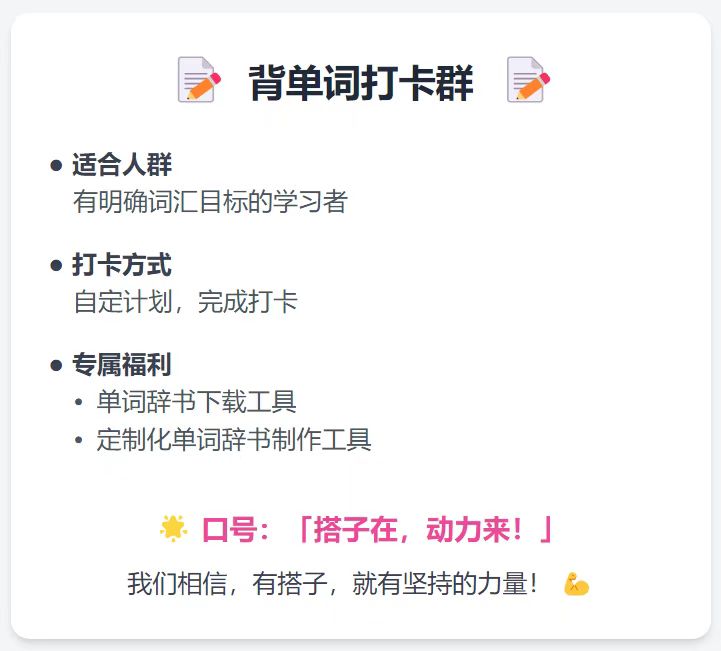 📝 背单词打卡群 📝
● 适合人群
有明确词汇目标的学习者
● 打卡方式
自定计划，完成打卡
● 专属福利
• 单词辞书下载工具
• 定制化单词辞书制作工具
🌟 口号：「搭子在，动力来！」
我们相信，有搭子，就有坚持的力量！ 💪